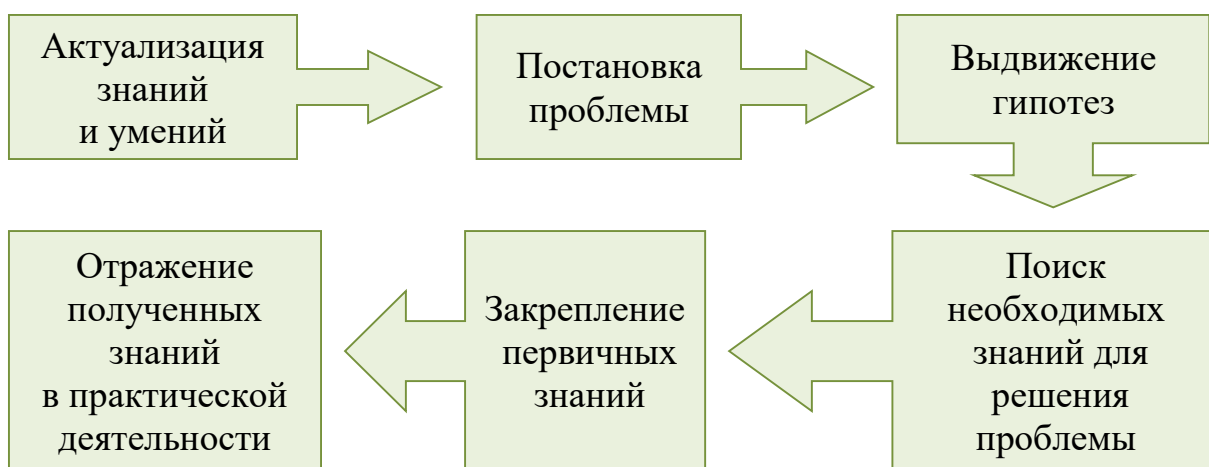 Актуализация
знаний
и умений
Постановка
проблемы
Выдвижение
гипотез
Поиск
необходимых
знаний для
решения
проблемы
Закрепление
первичных
знаний
Отражение
полученных
знаний
в практической
деятельности